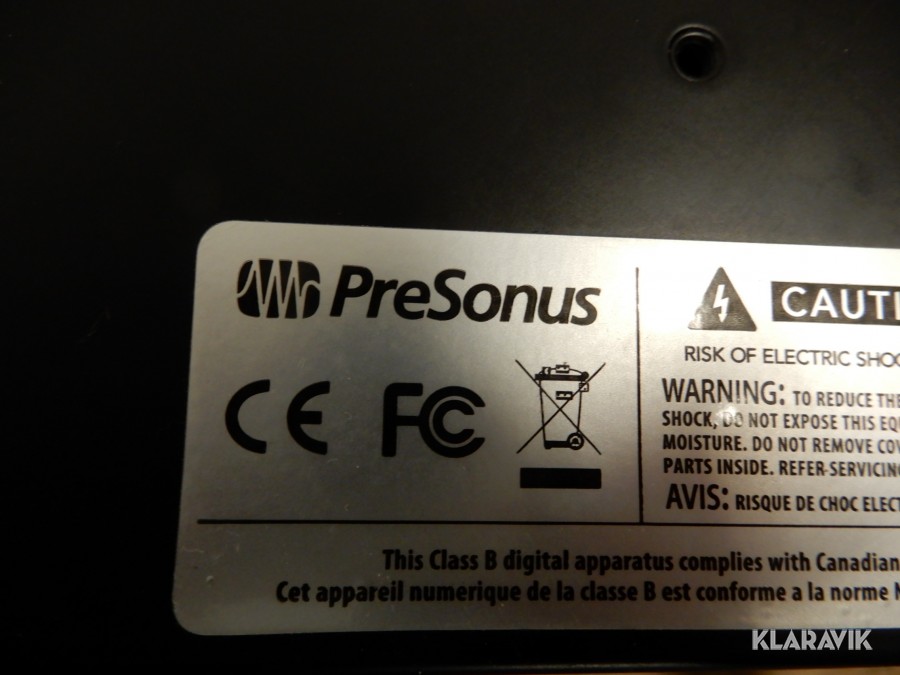 PreSonus
CE FC
CAUTI
RISK OF ELECTRIC SHOC
WARNING: TO REDUCE THE
SHOCK, DO NOT EXPOSE THIS EQU
MOISTURE. DO NOT REMOVE COV
PARTS INSIDE. REFER-SERVICING
AVIS: RISQUE DE CHOC ELECT
This Class B digital apparatus complies with Canadian
Cet appareil numerique de la classe B est conforme a la norme N
KLARAVIK